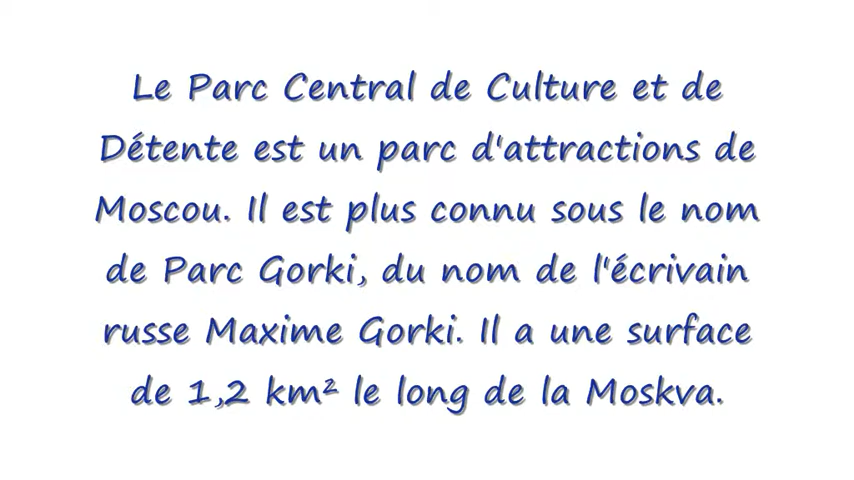 Le Parc Central de Culture et de
Détente est un parc d'attractions de
Moscou. Il est plus connu sous le nom
de Parc Gorki, du nom de l'écrivain
russe Maxime Gorki. Il a une surface
de 1,2 km² le long de la Moskva.